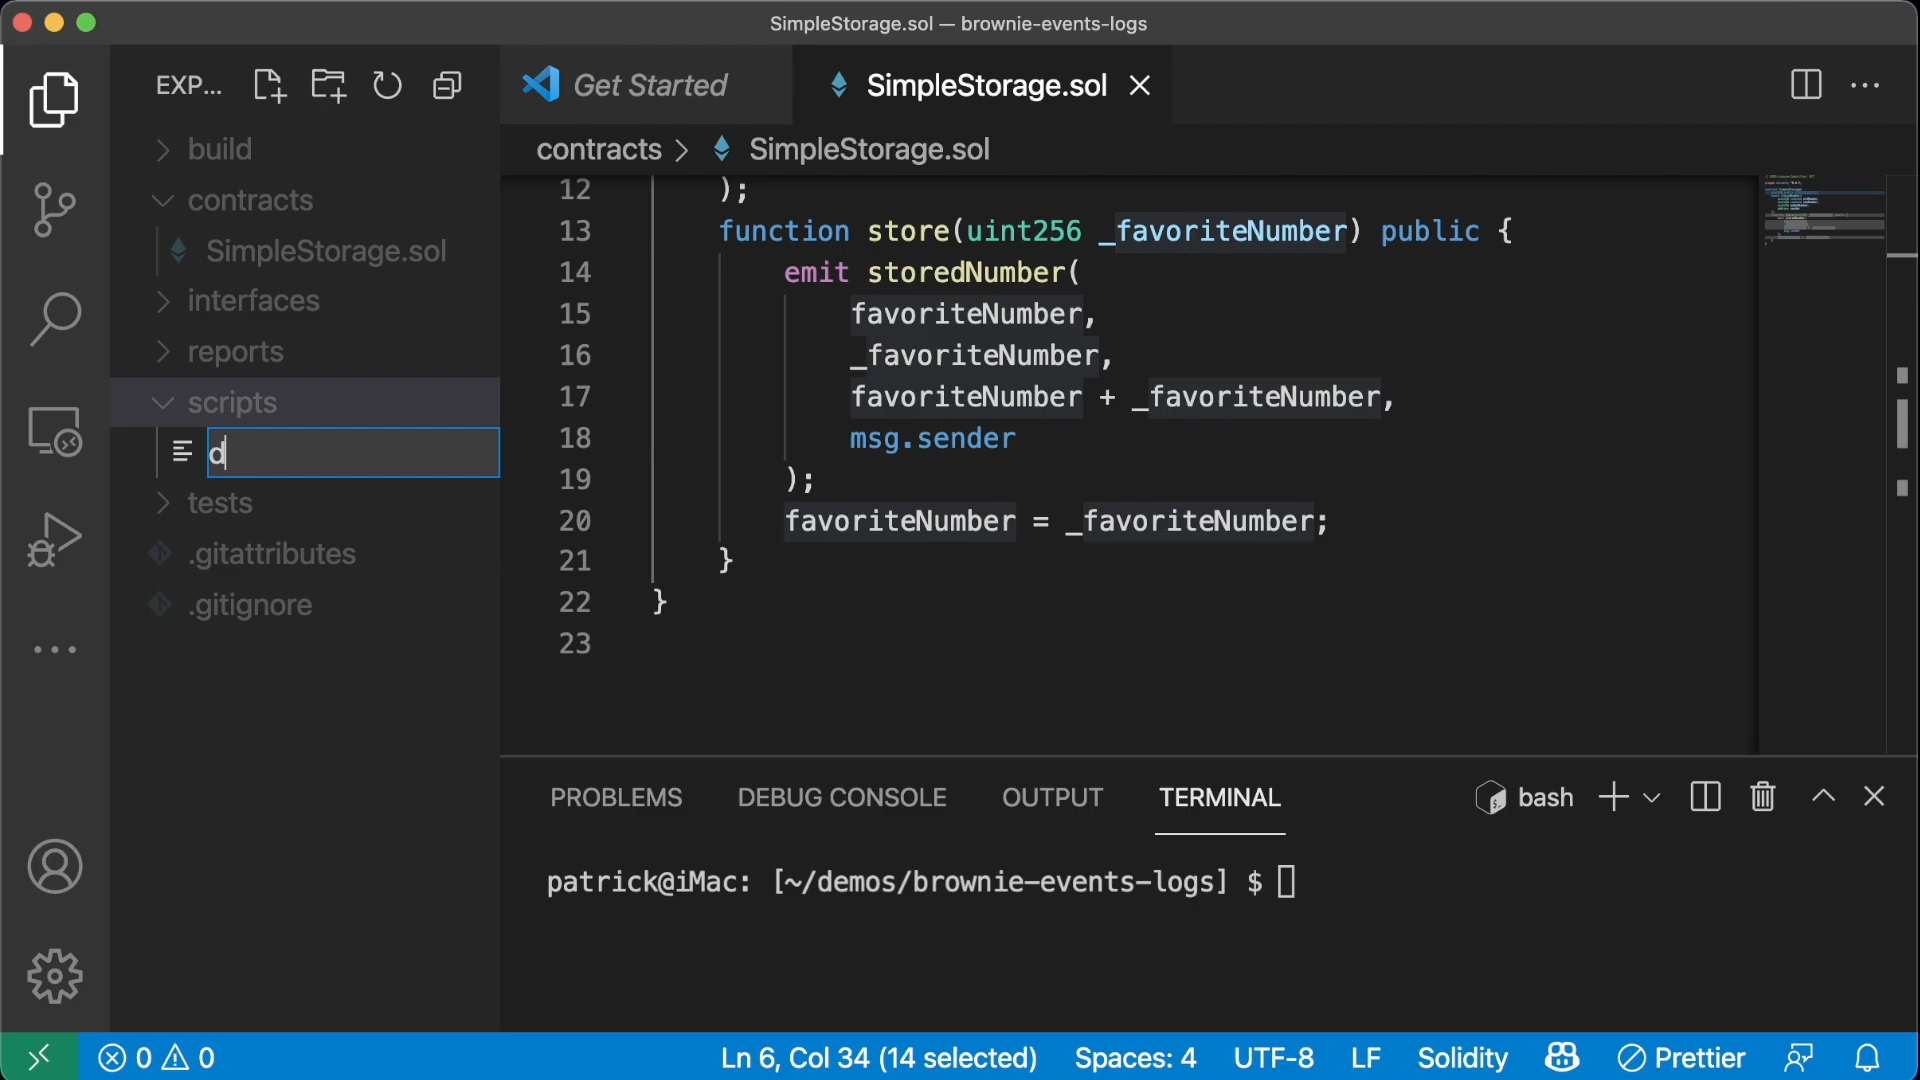 SimpleStorage.sol — brownie-events-logs
EXP...
Get Started
SimpleStorage.sol
build
contracts
SimpleStorage.sol
interfaces
reports
scripts
d
tests
.gitattributes
.gitignore
contracts > SimpleStorage.sol
12 );
13 function store(uint256 _favoriteNumber) public {
14 emit storedNumber(
15 favoriteNumber,
16 _favoriteNumber,
17 favoriteNumber + _favoriteNumber,
18 msg.sender
19 );
20 favoriteNumber = _favoriteNumber;
21 }
22 }
23
PROBLEMS DEBUG CONSOLE OUTPUT TERMINAL
bash
patrick@iMac: [~/demos/brownie-events-logs] $
0 0
Ln 6, Col 34 (14 selected) Spaces: 4 UTF-8 LF Solidity Prettier